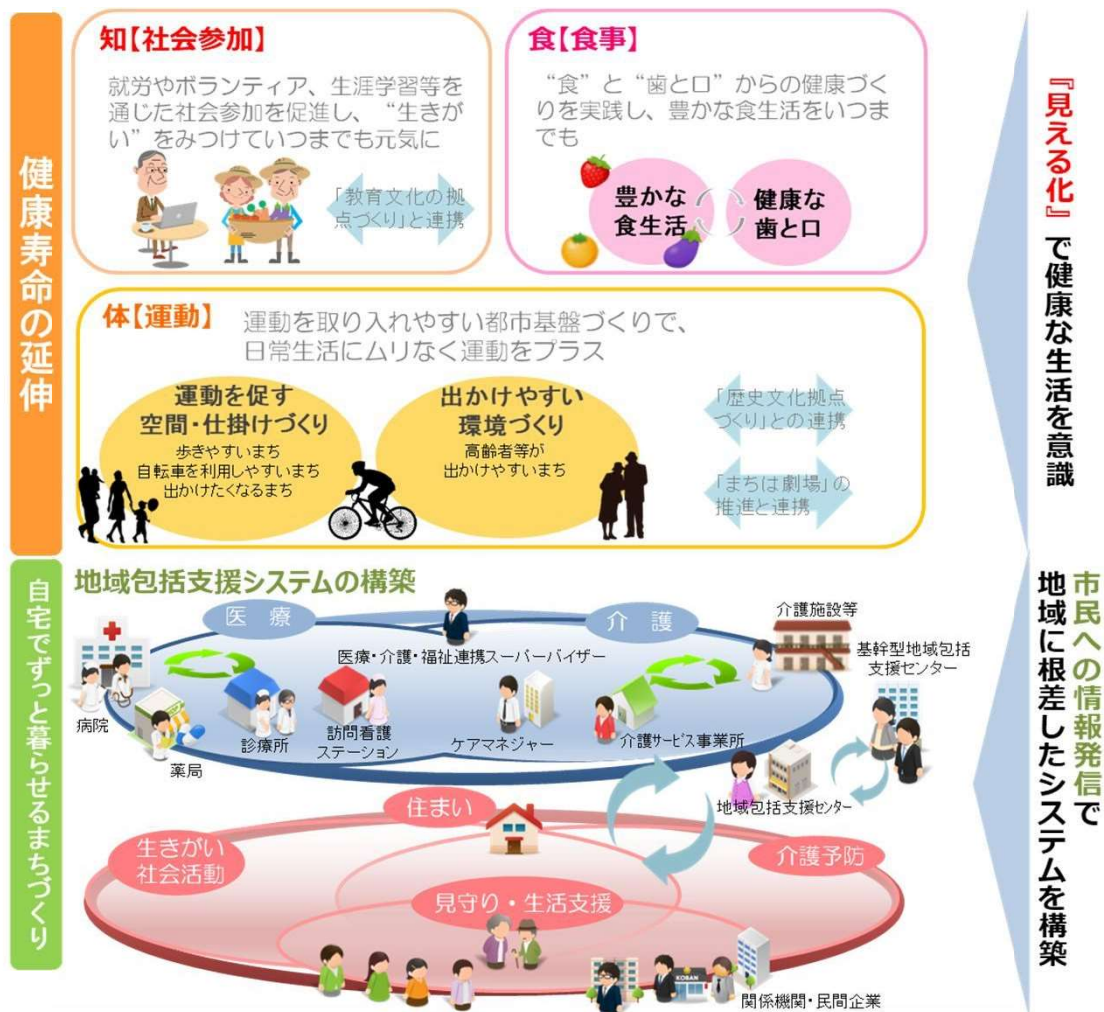 健康寿命の延伸
知【社会参加】
就労やボランティア、生涯学習等を
通じた社会参加を促進し、“生きが
い”をみつけていつまでも元気に
「教育文化の拠
点づくり」と連携
食【食事】
“食”と“歯と口”からの健康づく
りを実践し、豊かな食生活をいつま
でも
豊かな
食生活
健康な
歯と口
体【運動】
運動を取り入れやすい都市基盤づくりで、
日常生活にムリなく運動をプラス
運動を促す
空間・仕掛けづくり
歩きやすいまち
自転車を利用しやすいまち
出かけたくなるまち
出かけやすい
環境づくり
高齢者等が
出かけやすいまち
「歴史文化拠点
づくり」との連携
「まちは劇場」の
推進と連携
『見える化』で健康な生活を意識
自宅でずっと暮らせるまちづくり
地域包括支援システムの構築
医 療
介 護
医療・介護・福祉連携スーパーバイザー
介護施設等
基幹型地域包括
支援センター
病院
薬局
診療所
訪問看護
ステーション
ケアマネジャー
介護サービス事業所
地域包括支援センター
住まい
生きがい
社会活動
介護予防
見守り・生活支援
KOBAN
関係機関・民間企業
市民への情報発信で
地域に根差したシステムを構築